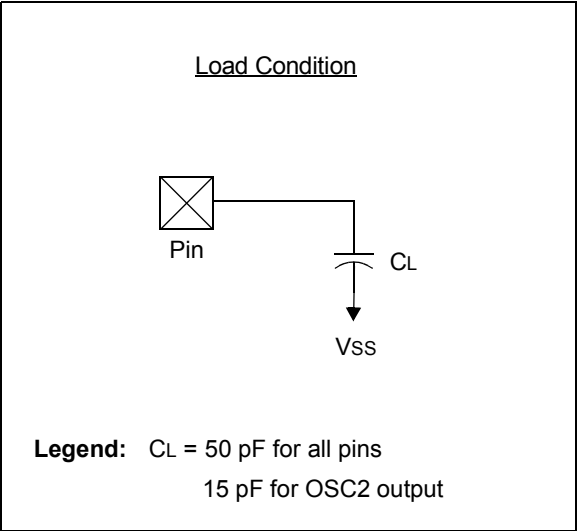 Load Condition
Pin
CL
VSS
Legend: CL = 50 pF for all pins
15 pF for OSC2 output